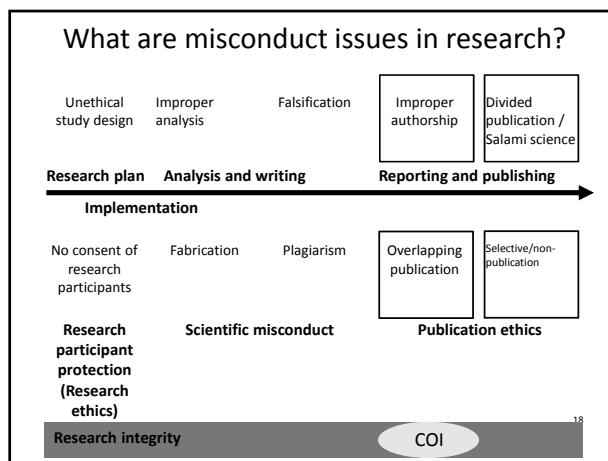 What are misconduct issues in research?
Unethical
study design
Improper
analysis
Falsification
Improper
authorship
Divided
publication /
Salami science
Research plan
Analysis and writing
Reporting and publishing
Implementation
No consent of
research
participants
Fabrication
Plagiarism
Overlapping
publication
Selective/non-
publication
Research
participant
protection
(Research
ethics)
Scientific misconduct
Publication ethics
18
Research integrity
COI